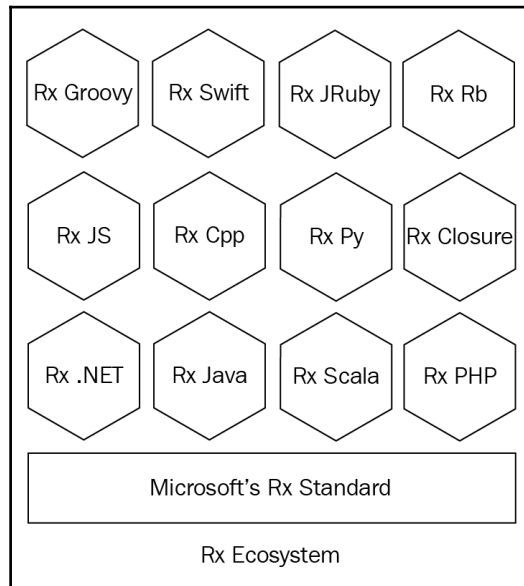 Rx Groovy
Rx Swift
Rx JRuby
Rx Rb
Rx JS
Rx Cpp
Rx Py
Rx Closure
Rx .NET
Rx Java
Rx Scala
Rx PHP
Microsoft's Rx Standard
Rx Ecosystem